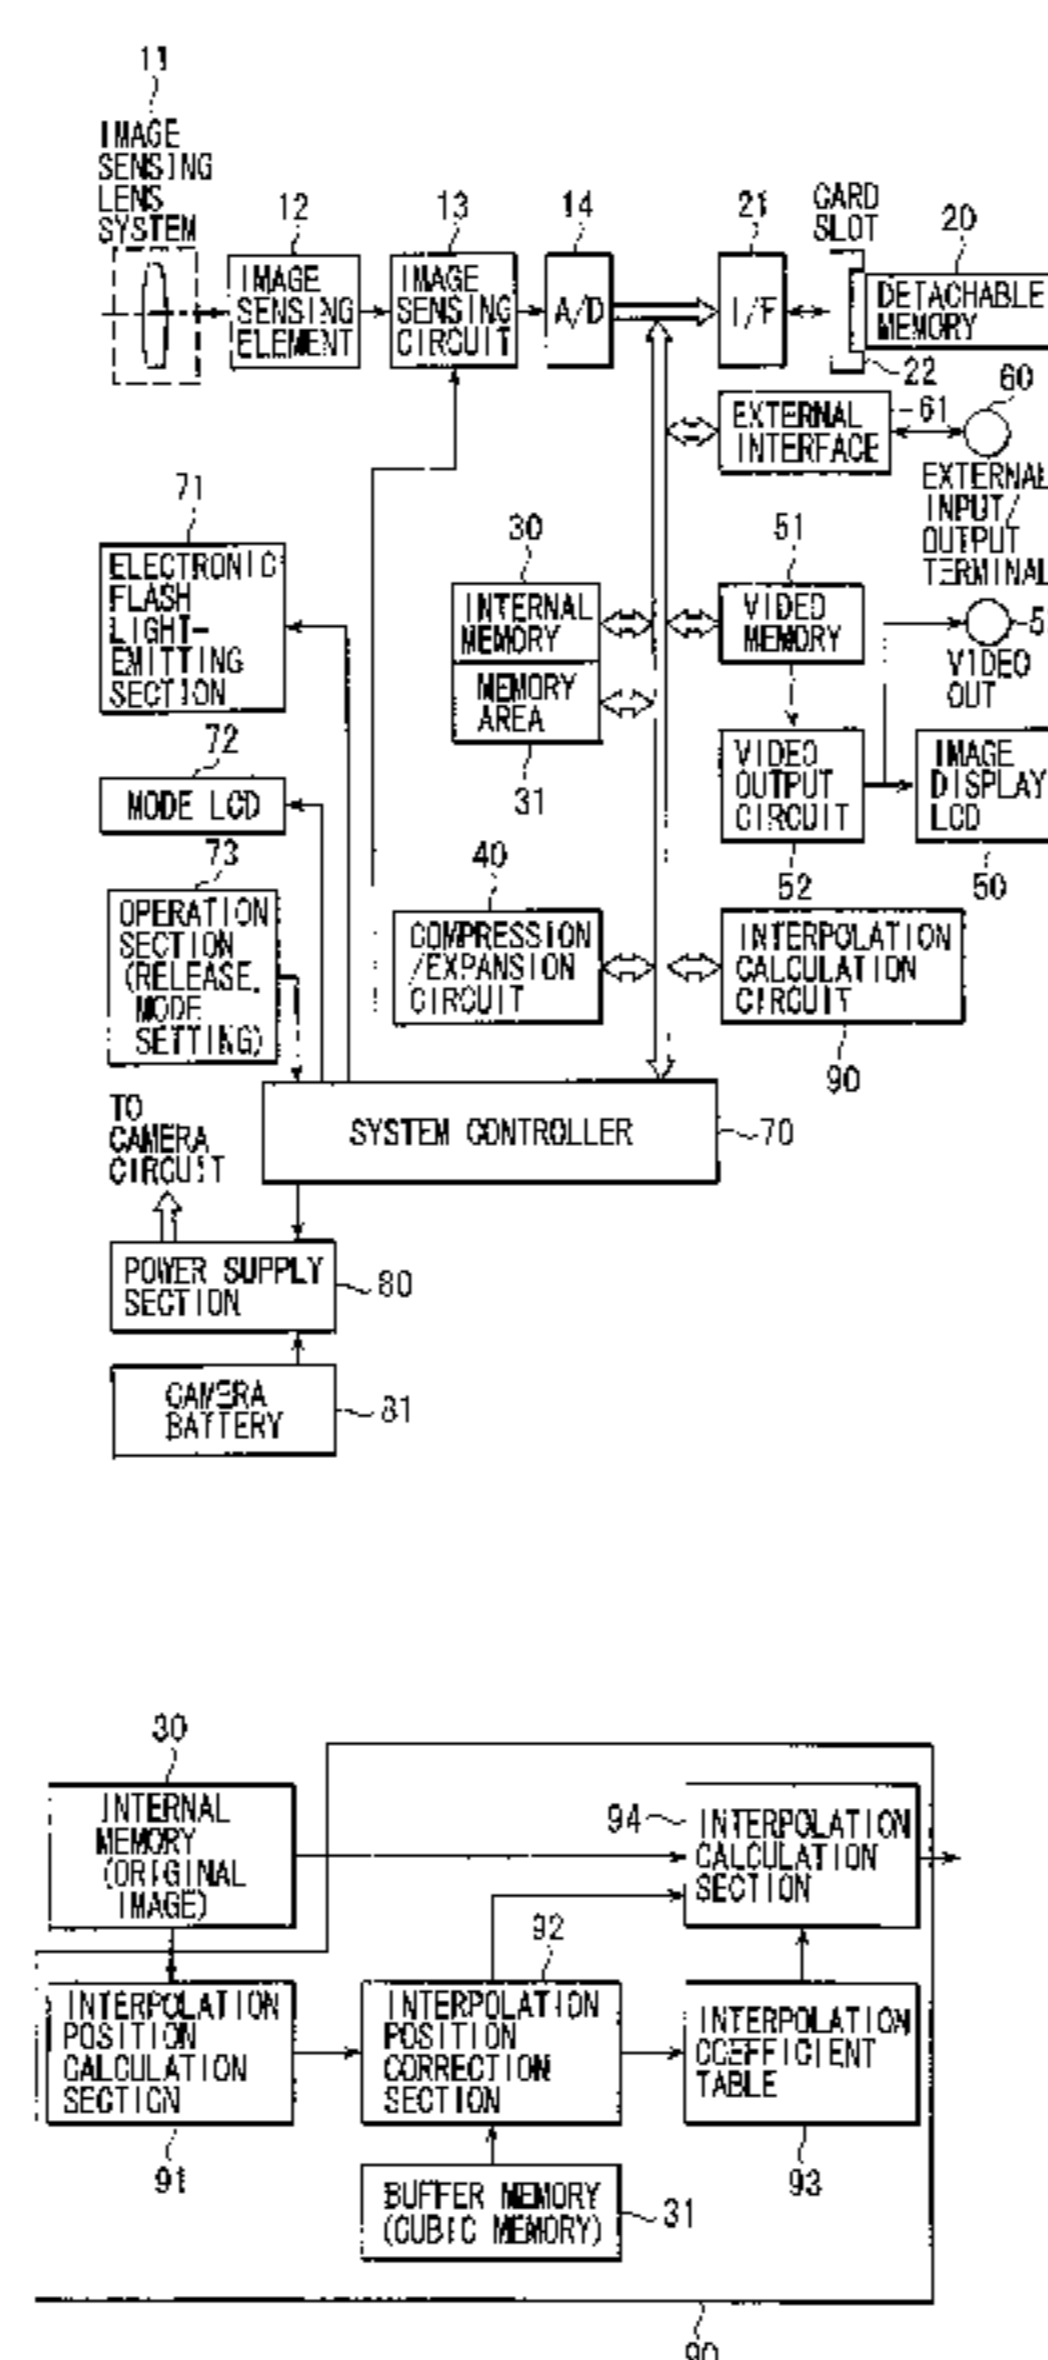 11
IMAGE
SENSING
LENS
SYSTEM
12
IMAGE
SENSING
ELEMENT
13
IMAGE
SENSING
CIRCUIT
14
A/D
21
I/F
CARD
SLOT
20
DETACHABLE
MEMORY
22
61
EXTERNAL
INTERFACE
60
EXTERNAL
INPUT/
OUTPUT
TERMINAL
71
ELECTRONIC
FLASH
LIGHT-
EMITTING
SECTION
30
INTERNAL
MEMORY
MEMORY
AREA
31
51
VIDEO
MEMORY
5
VIDEO
OUT
72
MODE LCD
VIDEO
OUTPUT
CIRCUIT
52
IMAGE
DISPLAY
LCD
50
73
OPERATION
SECTION
(RELEASE,
MODE
SETTING)
40
COMPRESSION
/EXPANSION
CIRCUIT
INTERPOLATION
CALCULATION
CIRCUIT
90
TO
CAMERA
CIRCUIT
SYSTEM CONTROLLER
70
POWER SUPPLY
SECTION
80
CAMERA
BATTERY
81
30
INTERNAL
MEMORY
(ORIGINAL
IMAGE)
94
INTERPOLATION
CALCULATION
SECTION
INTERPOLATION
POSITION
CALCULATION
SECTION
91
92
INTERPOLATION
POSITION
CORRECTION
SECTION
INTERPOLATION
COEFFICIENT
TABLE
93
BUFFER MEMORY
(CUBIC MEMORY)
31
90